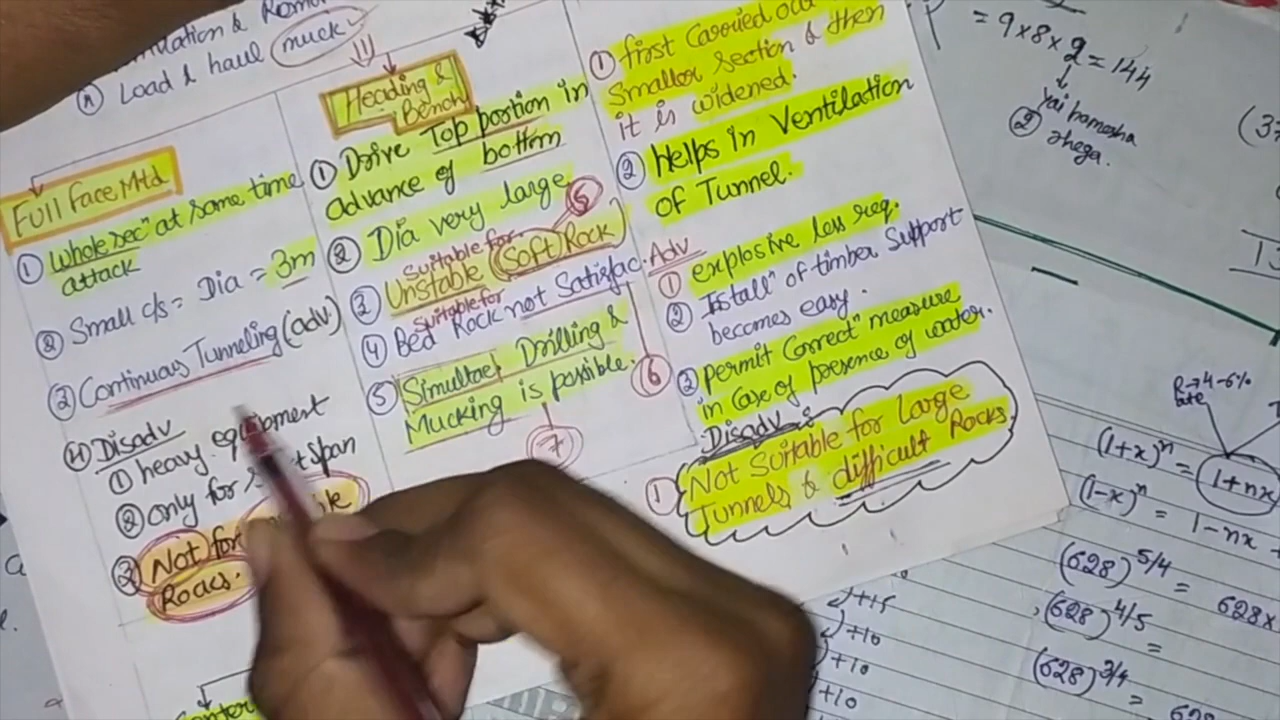 & Remo
Load & haul muck
Full Face Mtd
① Whole sec" at same time
attack
② Small c/s = Dia = 3m
③ Continuous Tunneling (adv)
④ Disadv
① heavy equipment
② only for span
③ Not for
Rocks.
Heading &
Bench
① Drive Top portion in
advance of bottom
② Dia very large
⑤
Suitable for
③ Unstable Soft Rock
Suitable for
④ Bed Rock not Satisfac.
⑤ Simultael Drilling &
Mucking is possible.
⑥
⑦
① first Carried out
Smaller section & then
it is widened.
② Helps in Ventilation
of Tunnel.
Adv
① explosive less req.
② Install" of timber Support
becomes easy.
③ permit Correct" measure
in Case of presence of water.
Disadv :
① Not Suitable for large
Tunnels & difficult Rocks
= 9×8×2 = 144
yai hamesha
② rhega.
R→4-6%
(1+x)ⁿ =
1+nx
(1-x)ⁿ = 1-nx
(628)^5/4 = 628×
(628)^4/5 =
(628)^3/4 = 628
+15
+10
+10
+10